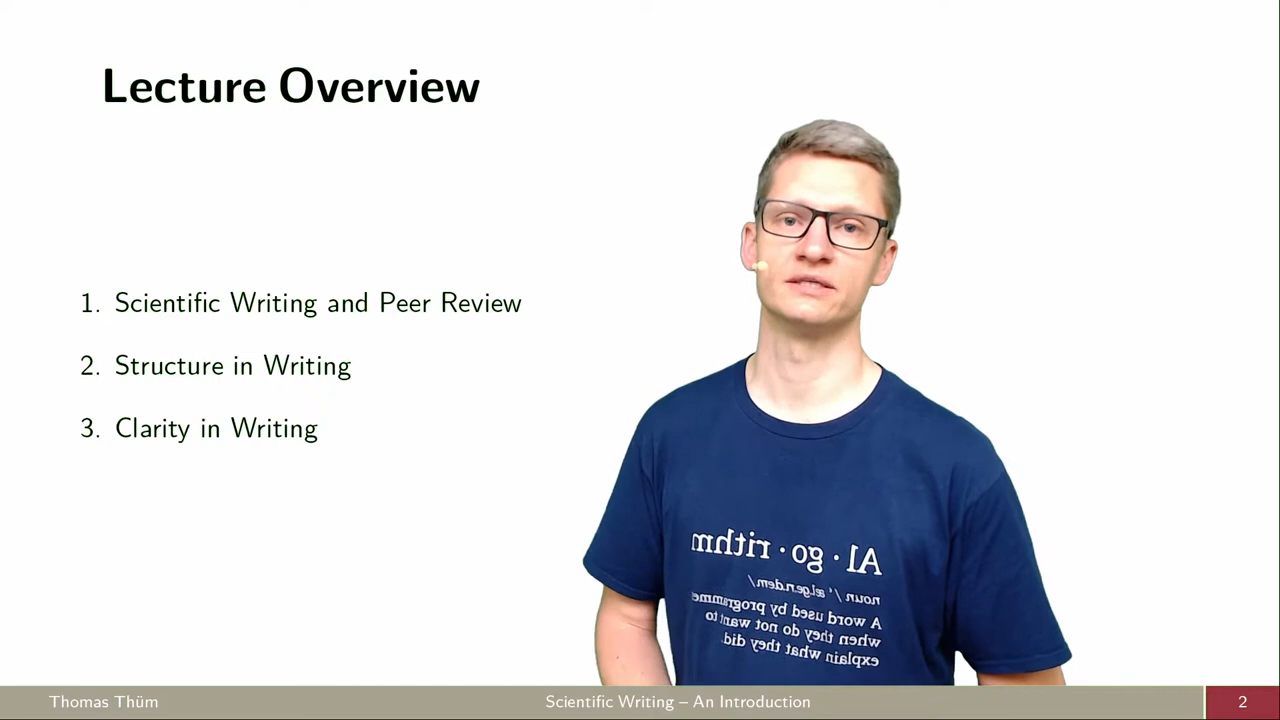 Lecture Overview
1. Scientific Writing and Peer Review
2. Structure in Writing
3. Clarity in Writing
Al·go·rithm
noun
A word used by programme
when they do not want to
explain what they did.
Thomas Thüm
Scientific Writing – An Introduction
2